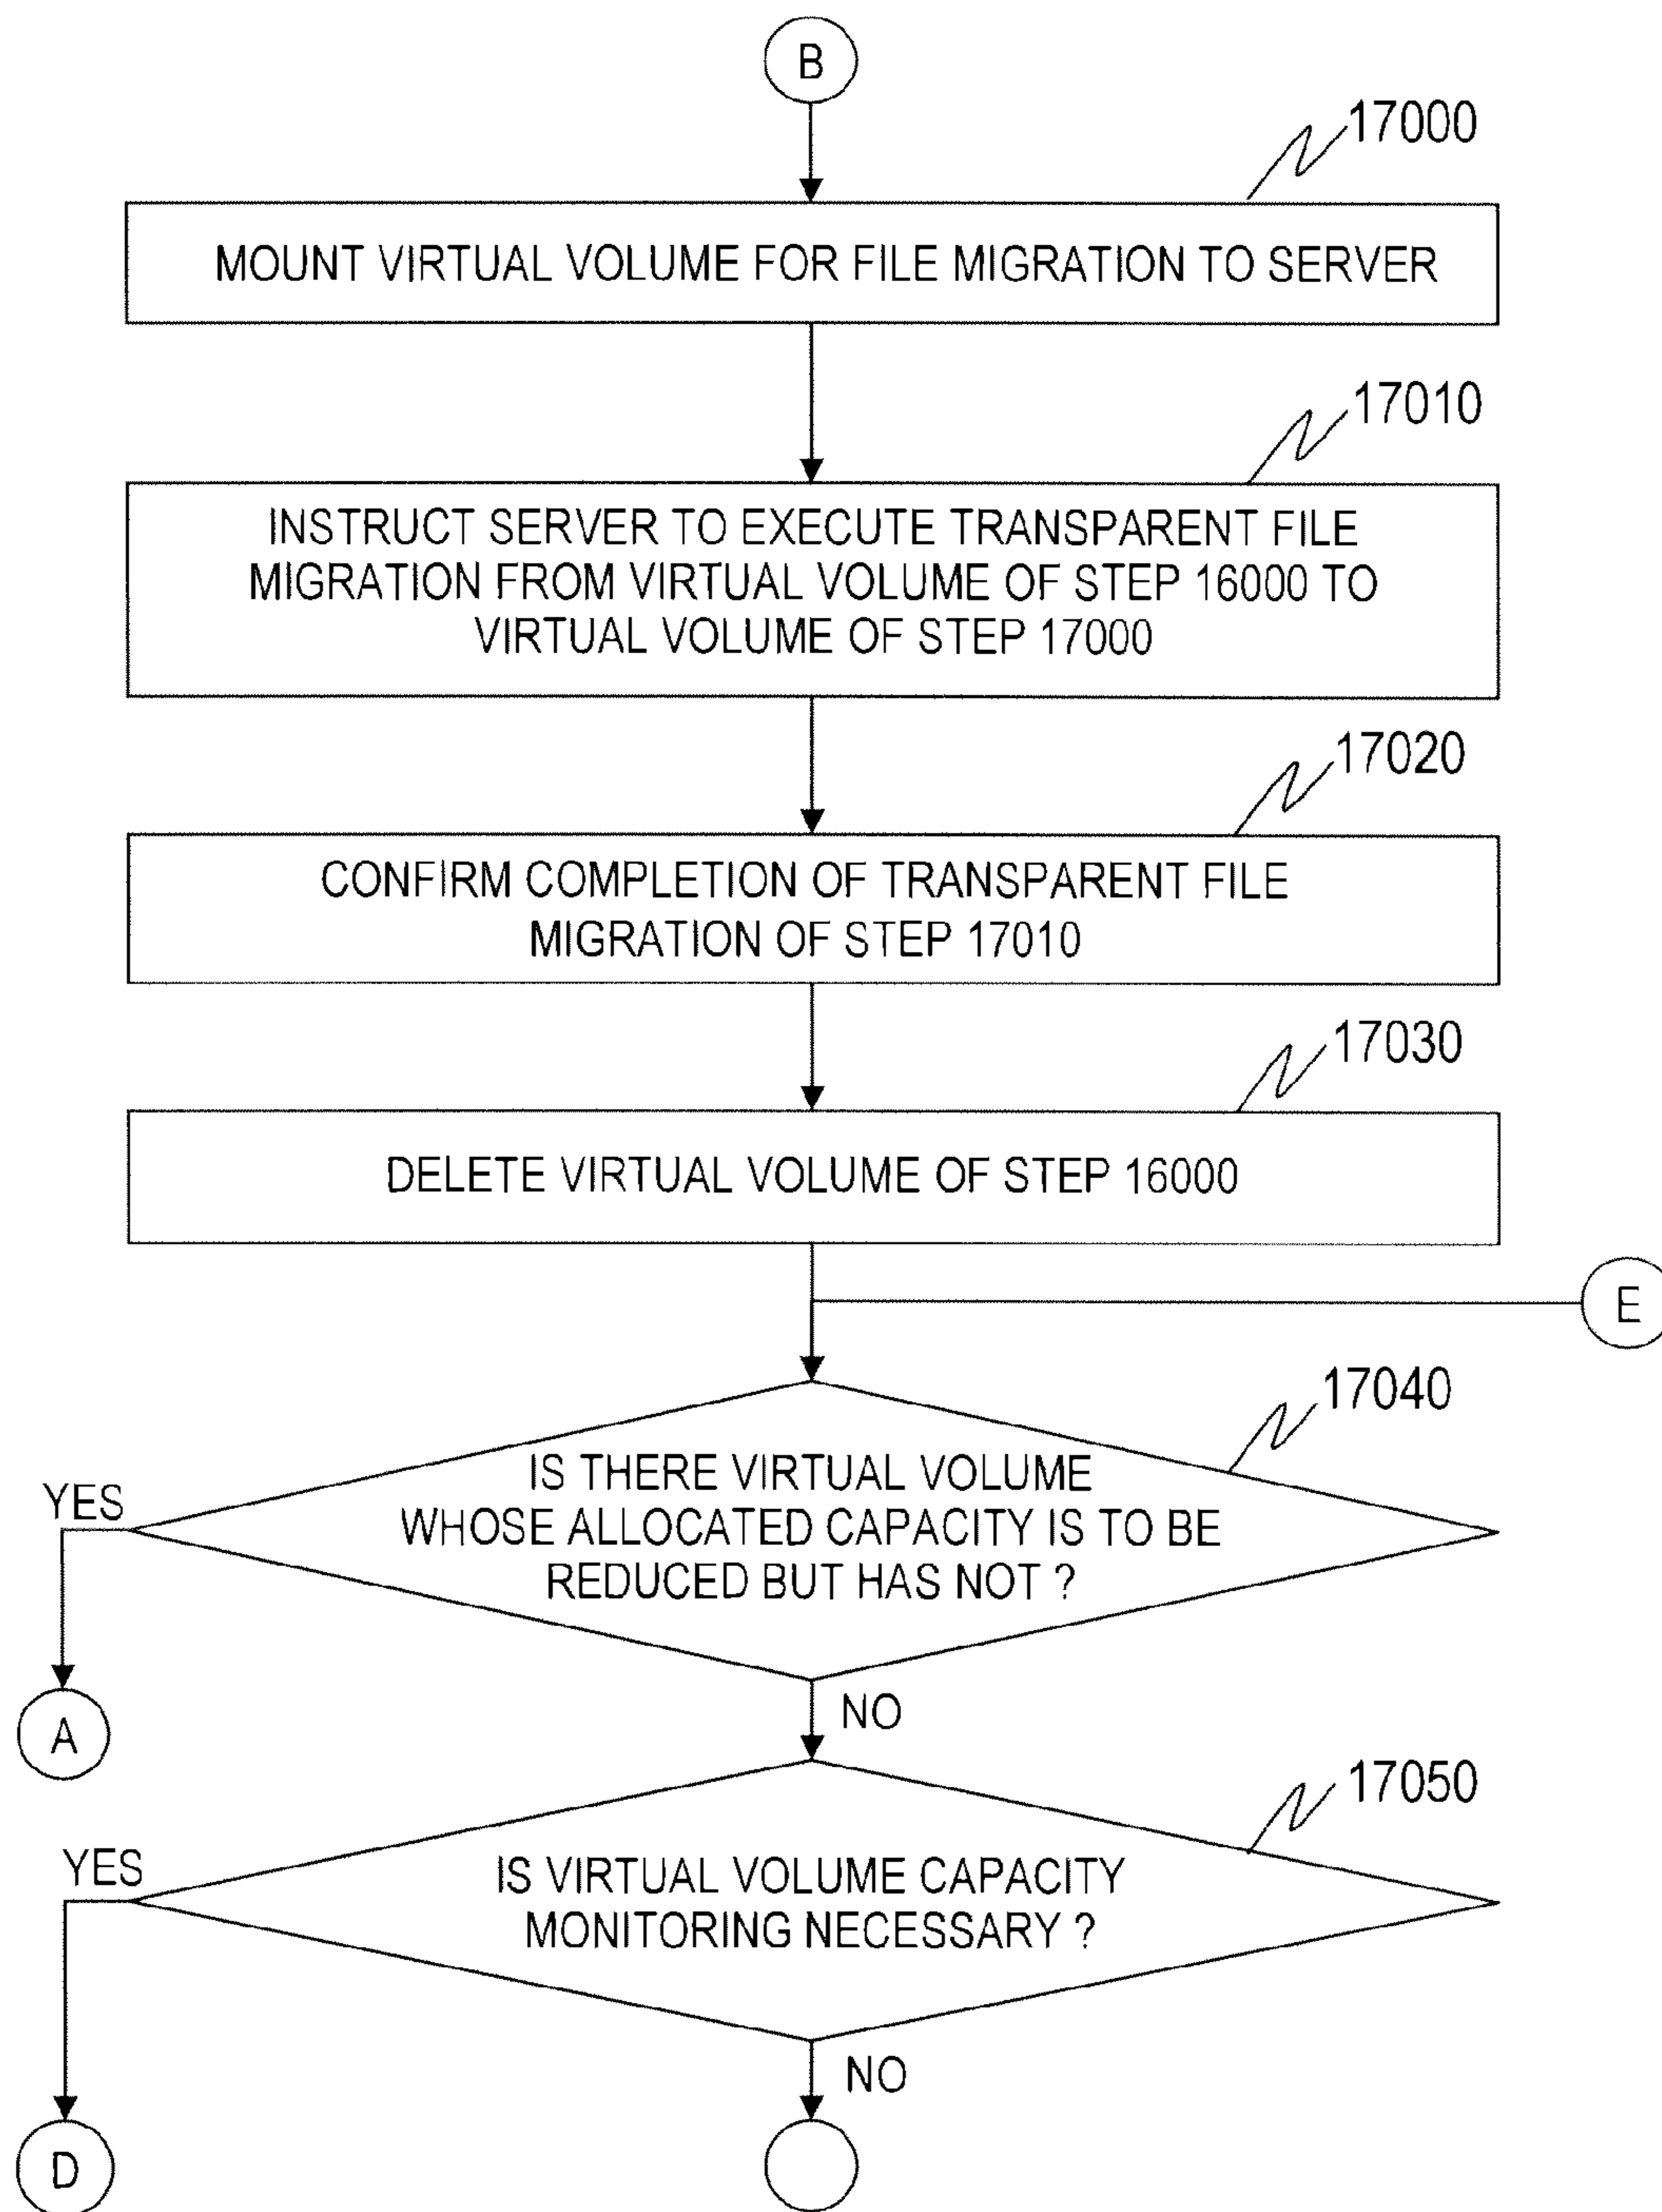 B
17000
MOUNT VIRTUAL VOLUME FOR FILE MIGRATION TO SERVER
17010
INSTRUCT SERVER TO EXECUTE TRANSPARENT FILE
MIGRATION FROM VIRTUAL VOLUME OF STEP 16000 TO
VIRTUAL VOLUME OF STEP 17000
17020
CONFIRM COMPLETION OF TRANSPARENT FILE
MIGRATION OF STEP 17010
17030
DELETE VIRTUAL VOLUME OF STEP 16000
E
17040
IS THERE VIRTUAL VOLUME
WHOSE ALLOCATED CAPACITY IS TO BE
REDUCED BUT HAS NOT ?
YES
A
NO
17050
IS VIRTUAL VOLUME CAPACITY
MONITORING NECESSARY ?
YES
NO
D